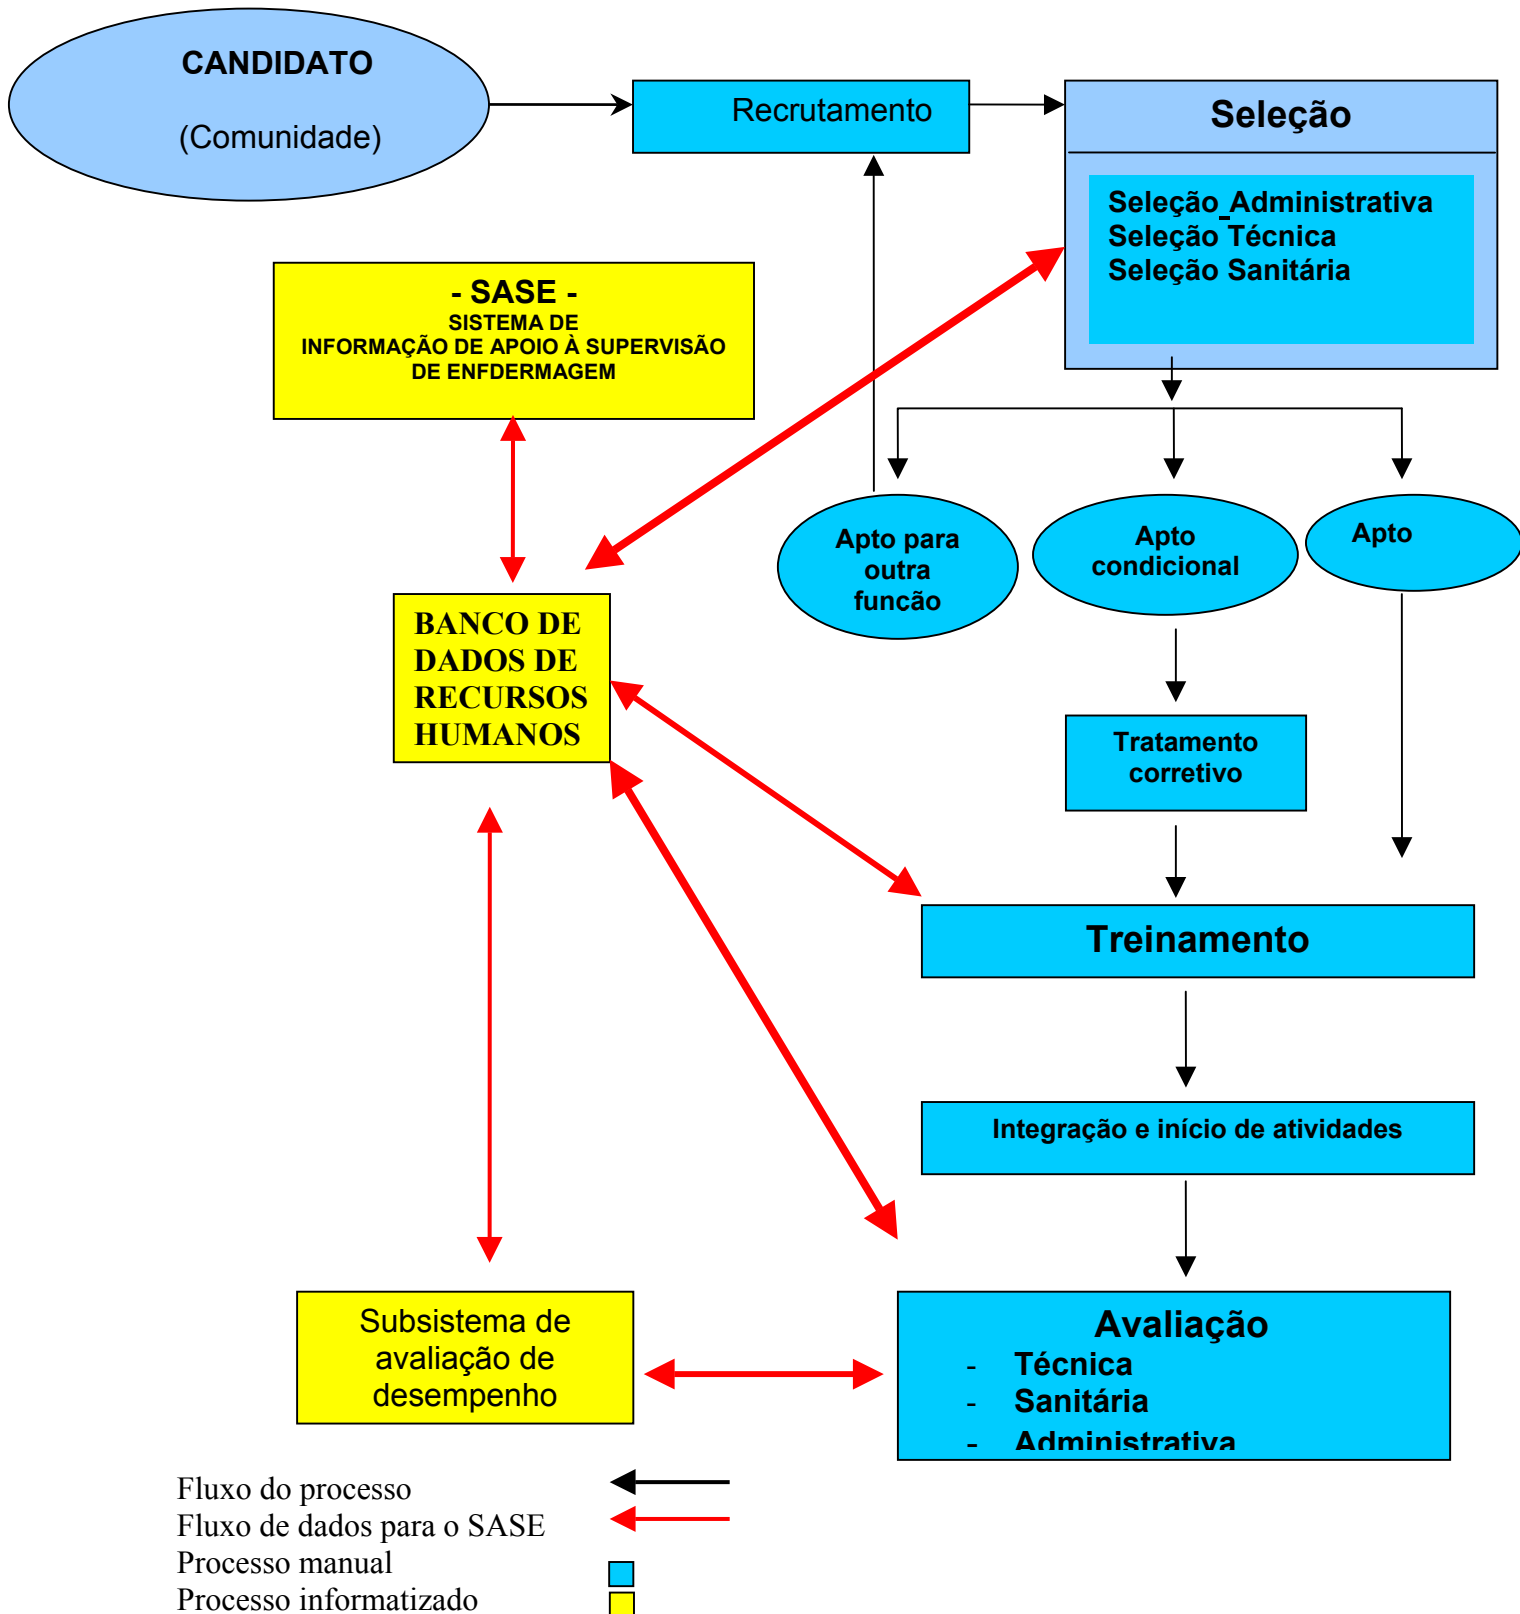 CANDIDATO
(Comunidade)
Recrutamento
Seleção
Seleção Administrativa
Seleção Técnica
Seleção Sanitária
- SASE -
SISTEMA DE
INFORMAÇÃO DE APOIO À SUPERVISÃO
DE ENFDERMAGEM
Apto para
outra
função
Apto
condicional
Apto
BANCO DE
DADOS DE
RECURSOS
HUMANOS
Tratamento
corretivo
Treinamento
Integração e início de atividades
Subsistema de
avaliação de
desempenho
Avaliação
- Técnica
- Sanitária
- Administrativa
Fluxo do processo
Fluxo de dados para o SASE
Processo manual
Processo informatizado